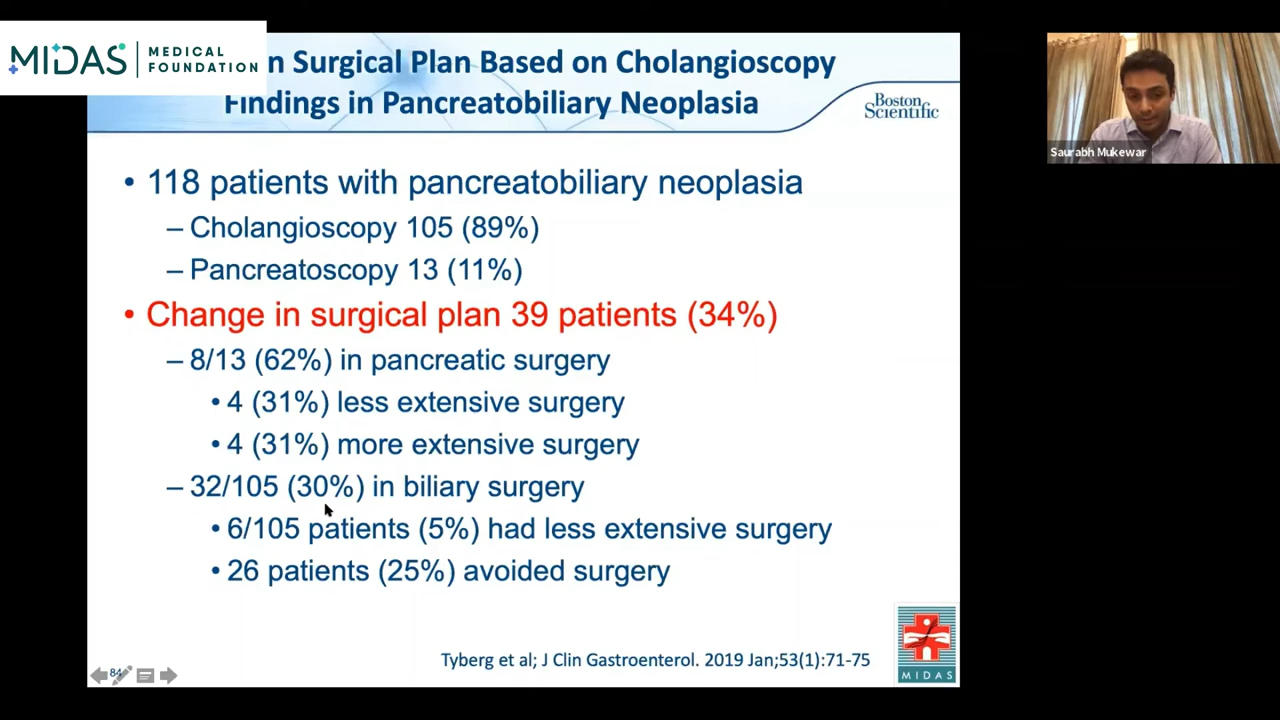 MIDAS MEDICAL FOUNDATION
n Surgical Plan Based on Cholangioscopy
Findings in Pancreatobiliary Neoplasia
Boston
Scientific
Saurabh Mukewar
• 118 patients with pancreatobiliary neoplasia
– Cholangioscopy 105 (89%)
– Pancreatoscopy 13 (11%)
• Change in surgical plan 39 patients (34%)
– 8/13 (62%) in pancreatic surgery
• 4 (31%) less extensive surgery
• 4 (31%) more extensive surgery
– 32/105 (30%) in biliary surgery
• 6/105 patients (5%) had less extensive surgery
• 26 patients (25%) avoided surgery
Tyberg et al; J Clin Gastroenterol. 2019 Jan;53(1):71-75
84
MIDAS